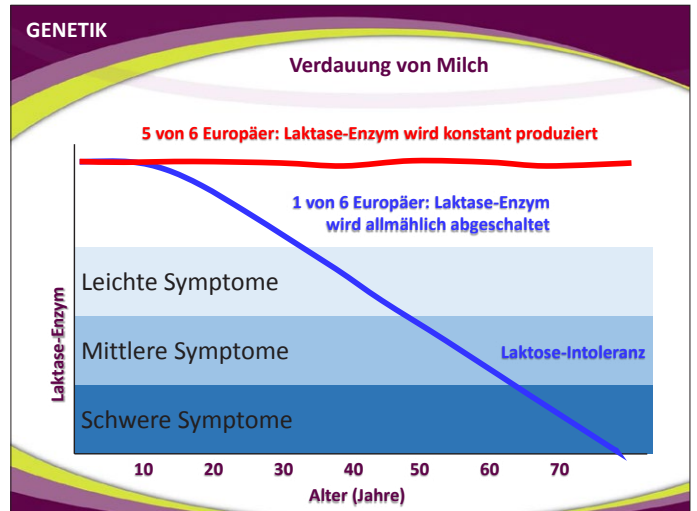 GENETIK
Verdauung von Milch
5 von 6 Europäer: Laktase-Enzym wird konstant produziert
1 von 6 Europäer: Laktase-Enzym
wird allmählich abgeschaltet
Leichte Symptome
Mittlere Symptome
Laktose-Intoleranz
Schwere Symptome
Laktase-Enzym
10 20 30 40 50 60 70
Alter (Jahre)